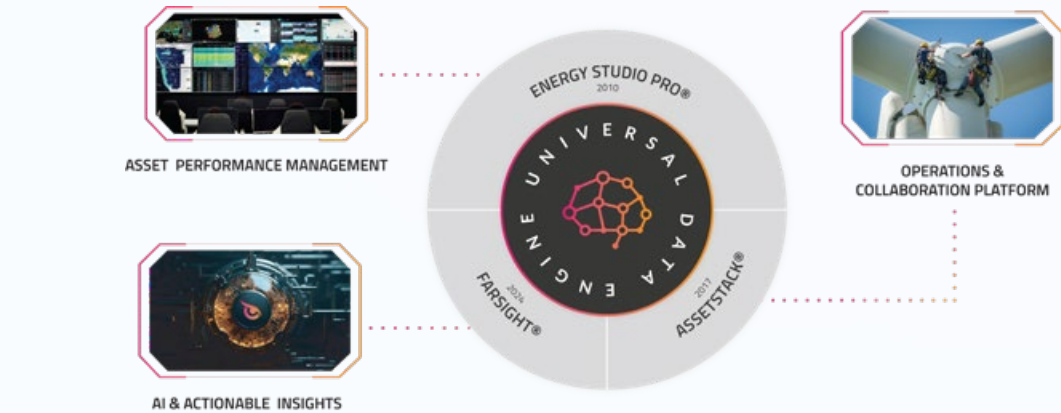 ASSET PERFORMANCE MANAGEMENT
ENERGY STUDIO PRO®
2010
UNIVERSAL DATA ENGINE
OPERATIONS &
COLLABORATION PLATFORM
2024
FARSIGHT®
2017
ASSETSTACK®
AI & ACTIONABLE INSIGHTS